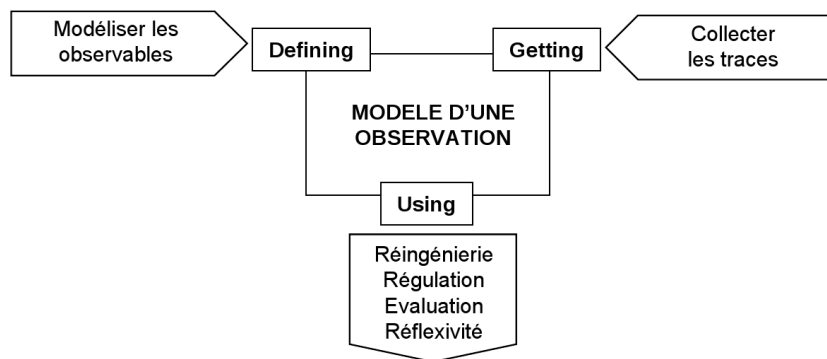 Modéliser les
observables
Defining
Getting
Collecter
les traces
MODELE D'UNE
OBSERVATION
Using
Réingénierie
Régulation
Evaluation
Réflexivité